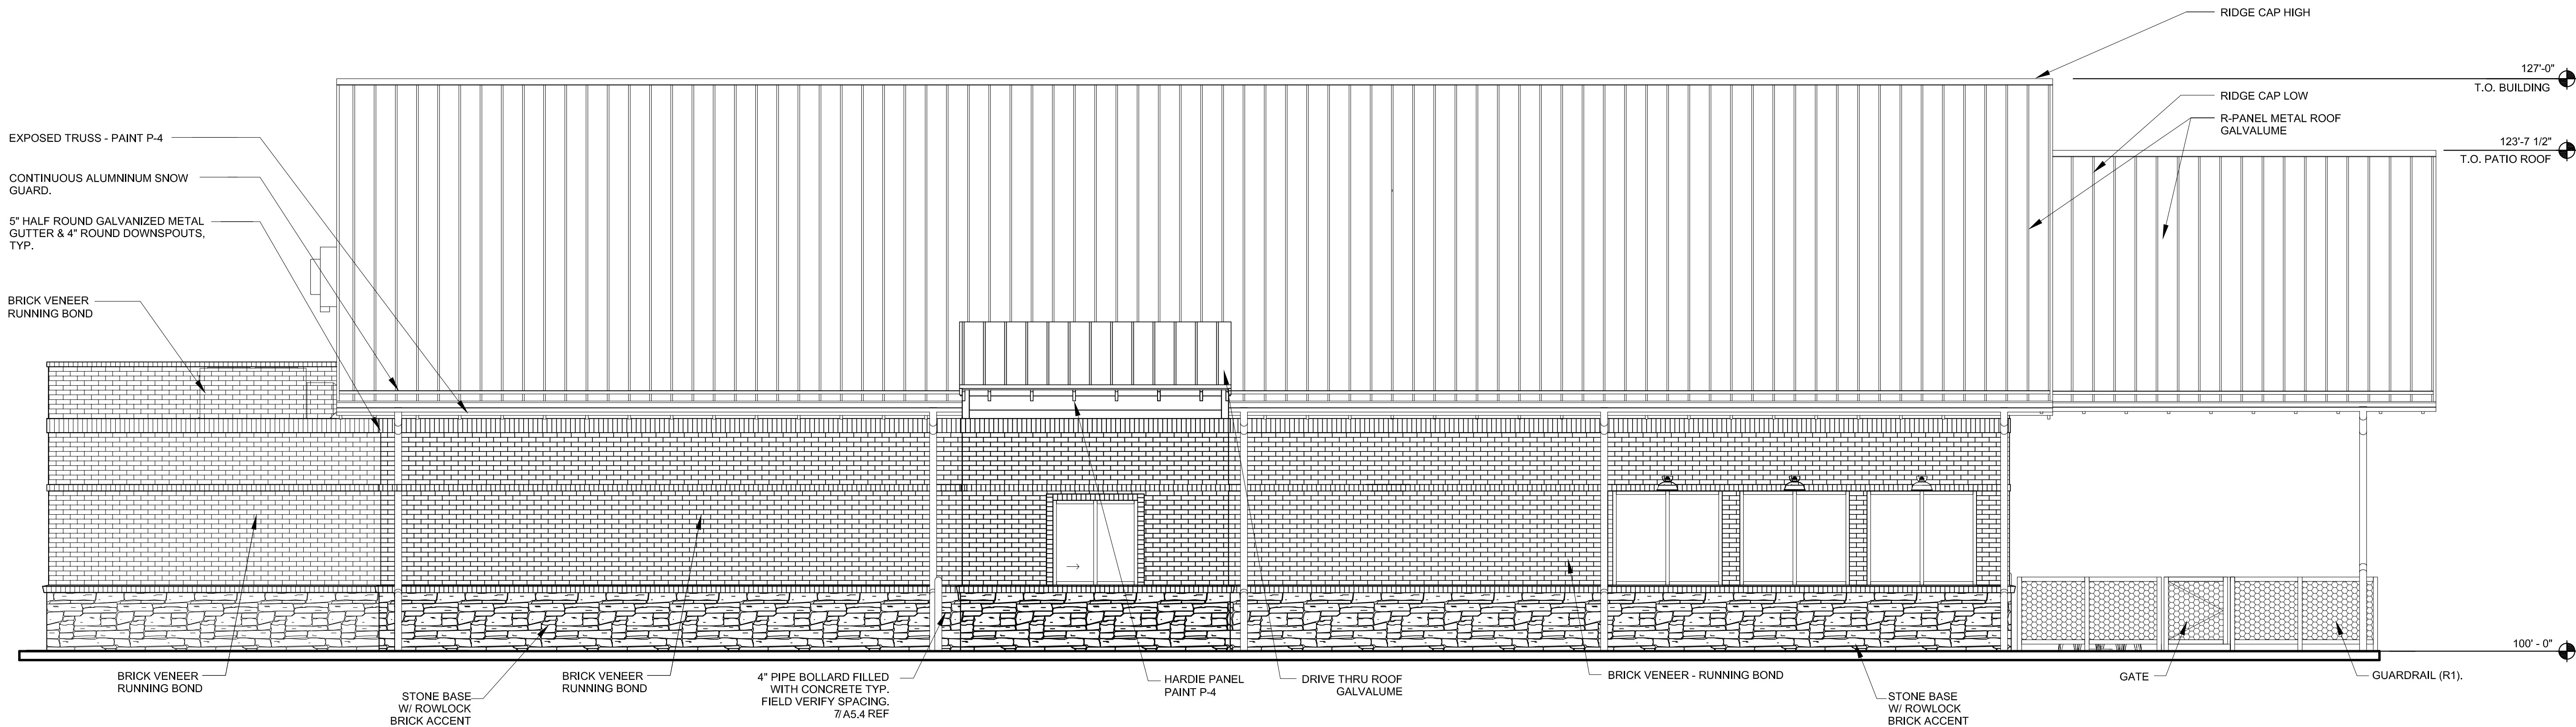 RIDGE CAP HIGH
127'-0"
T.O. BUILDING
RIDGE CAP LOW
R-PANEL METAL ROOF
GALVALUME
123'-7 1/2"
T.O. PATIO ROOF
EXPOSED TRUSS - PAINT P-4
CONTINUOUS ALUMNINUM SNOW
GUARD.
5" HALF ROUND GALVANIZED METAL
GUTTER & 4" ROUND DOWNSPOUTS,
TYP.
BRICK VENEER
RUNNING BOND
100' - 0"
BRICK VENEER
RUNNING BOND
STONE BASE
W/ ROWLOCK
BRICK ACCENT
BRICK VENEER
RUNNING BOND
4" PIPE BOLLARD FILLED
WITH CONCRETE TYP.
FIELD VERIFY SPACING.
7/ A5.4 REF
HARDIE PANEL
PAINT P-4
DRIVE THRU ROOF
GALVALUME
BRICK VENEER - RUNNING BOND
STONE BASE
W/ ROWLOCK
BRICK ACCENT
GATE
GUARDRAIL (R1).